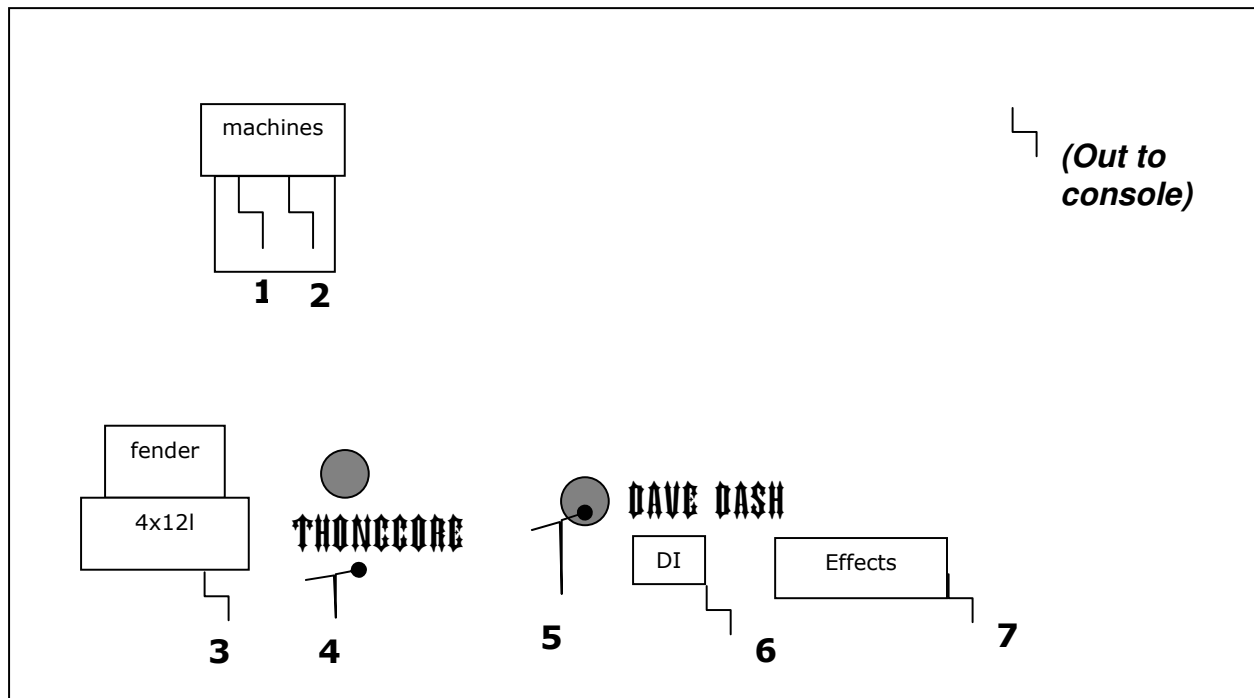 machines
(Out to
console)
1 2
fender
4x12l
THONGCORE
DAVE DASH
DI
Effects
3
4
5
6
7